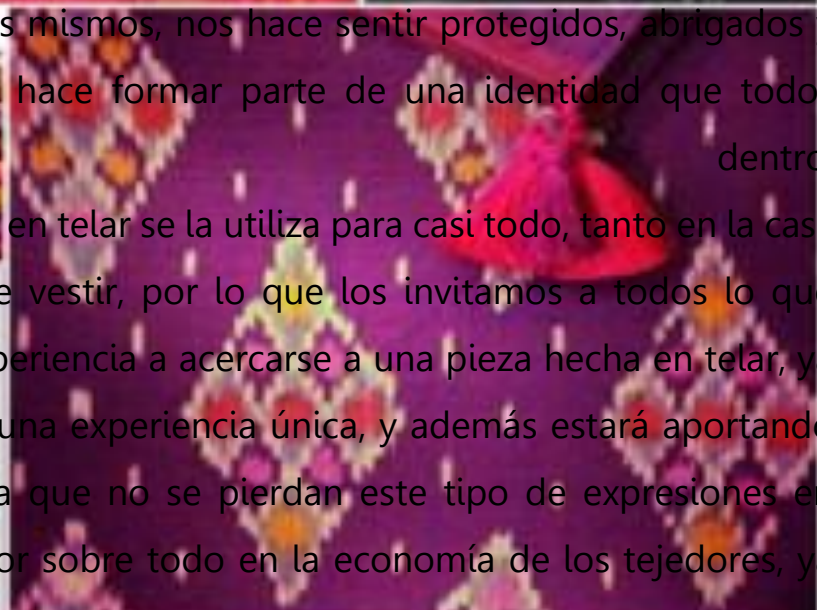 s mismos, nos hace sentir protegidos, abrigados
hace formar parte de una identidad que todo
dentro
en telar se la utiliza para casi todo, tanto en la cas
e vestir, por lo que los invitamos a todos lo que
periencia a acercarse a una pieza hecha en telar, y
una experiencia única, y además estará aportando
a que no se pierdan este tipo de expresiones en
or sobre todo en la economía de los tejedores, y